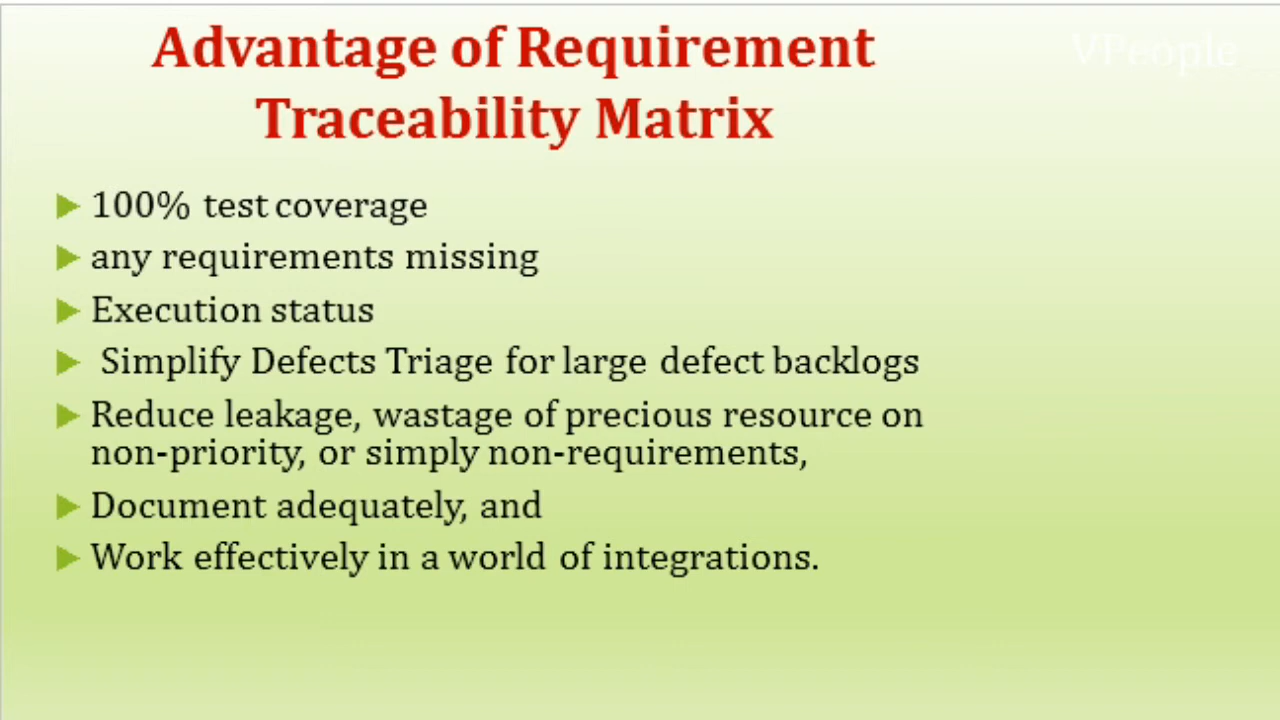 Advantage of Requirement
Traceability Matrix
VPeople
100% test coverage
any requirements missing
Execution status
Simplify Defects Triage for large defect backlogs
Reduce leakage, wastage of precious resource on
non-priority, or simply non-requirements,
Document adequately, and
Work effectively in a world of integrations.